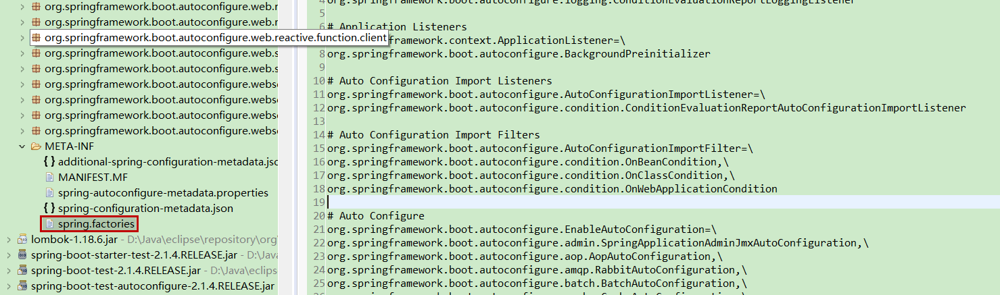 org.springframework.boot.autoconfigure.web.r
org.springframework.boot.autoconfigure.web.r
org.springframework.boot.autoconfigure.web.reactive.function.client
org.springframework.boot.autoconfigure.web.s
org.springframework.boot.autoconfigure.web.s
org.springframework.boot.autoconfigure.webse
org.springframework.boot.autoconfigure.webse
org.springframework.boot.autoconfigure.webse
org.springframework.boot.autoconfigure.webse
META-INF
additional-spring-configuration-metadata.jso
MANIFEST.MF
spring-autoconfigure-metadata.properties
spring-configuration-metadata.json
spring.factories
lombok-1.18.6.jar - D:\Java\eclipse\repository\org\
spring-boot-starter-test-2.1.4.RELEASE.jar - D:\Java
spring-boot-test-2.1.4.RELEASE.jar - D:\Java\eclips
spring-boot-test-autoconfigure-2.1.4.RELEASE.jar
4 org.springframework.boot.autoconfigure.logging.ConditionEvaluationReportLoggingListener
5
6 # Application Listeners
ingframework.context.ApplicationListener=\
8 org.springframework.boot.autoconfigure.BackgroundPreinitializer
9
10 # Auto Configuration Import Listeners
11 org.springframework.boot.autoconfigure.AutoConfigurationImportListener=\
12 org.springframework.boot.autoconfigure.condition.ConditionEvaluationReportAutoConfigurationImportListener
13
14 # Auto Configuration Import Filters
15 org.springframework.boot.autoconfigure.AutoConfigurationImportFilter=\
16 org.springframework.boot.autoconfigure.condition.OnBeanCondition,\
17 org.springframework.boot.autoconfigure.condition.OnClassCondition,\
18 org.springframework.boot.autoconfigure.condition.OnWebApplicationCondition
19
20 # Auto Configure
21 org.springframework.boot.autoconfigure.EnableAutoConfiguration=\
22 org.springframework.boot.autoconfigure.admin.SpringApplicationAdminJmxAutoConfiguration,\
23 org.springframework.boot.autoconfigure.aop.AopAutoConfiguration,\
24 org.springframework.boot.autoconfigure.amqp.RabbitAutoConfiguration,\
25 org.springframework.boot.autoconfigure.batch.BatchAutoConfiguration,\